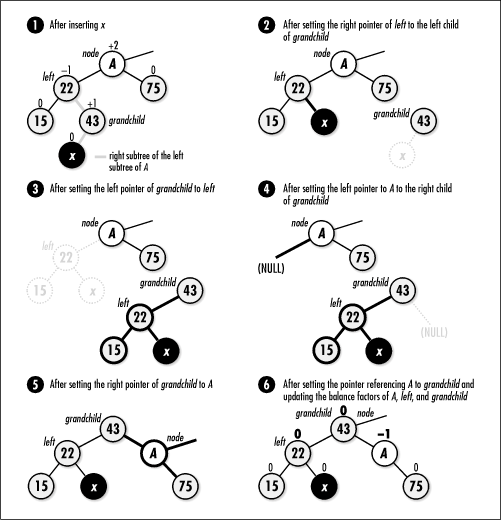 1 After inserting x
+2
node
A
–1
left
22
0
75
0
15
+1
43
grandchild
0
x
right subtree of the left
subtree of A
2 After setting the right pointer of left to the left child
of grandchild
node
A
left
22
75
15
x
grandchild
43
x
3 After setting the left pointer of grandchild to left
node
A
left
22
75
15
x
grandchild
43
left
22
15
x
4 After setting the left pointer to A to the right child
of grandchild
node
A
(NULL)
75
grandchild
43
left
22
(NULL)
15
x
5 After setting the right pointer of grandchild to A
grandchild
43
node
left
22
A
15
x
75
6 After setting the pointer referencing A to grandchild and
updating the balance factors of A, left, and grandchild
grandchild
0
node
43
0
left
22
–1
A
0
15
0
x
0
75